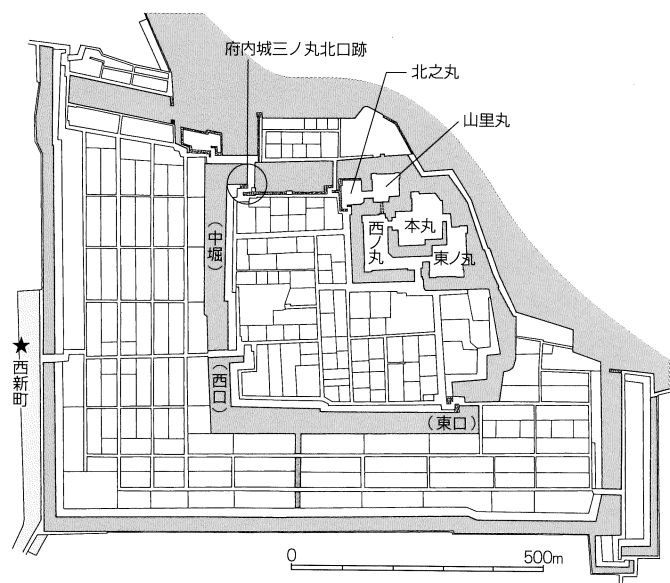 府内城三ノ丸北口跡
北之丸
山里丸
本丸
西ノ丸
東ノ丸
(中堀)
★西新町
(西口)
(東口)
0 500m